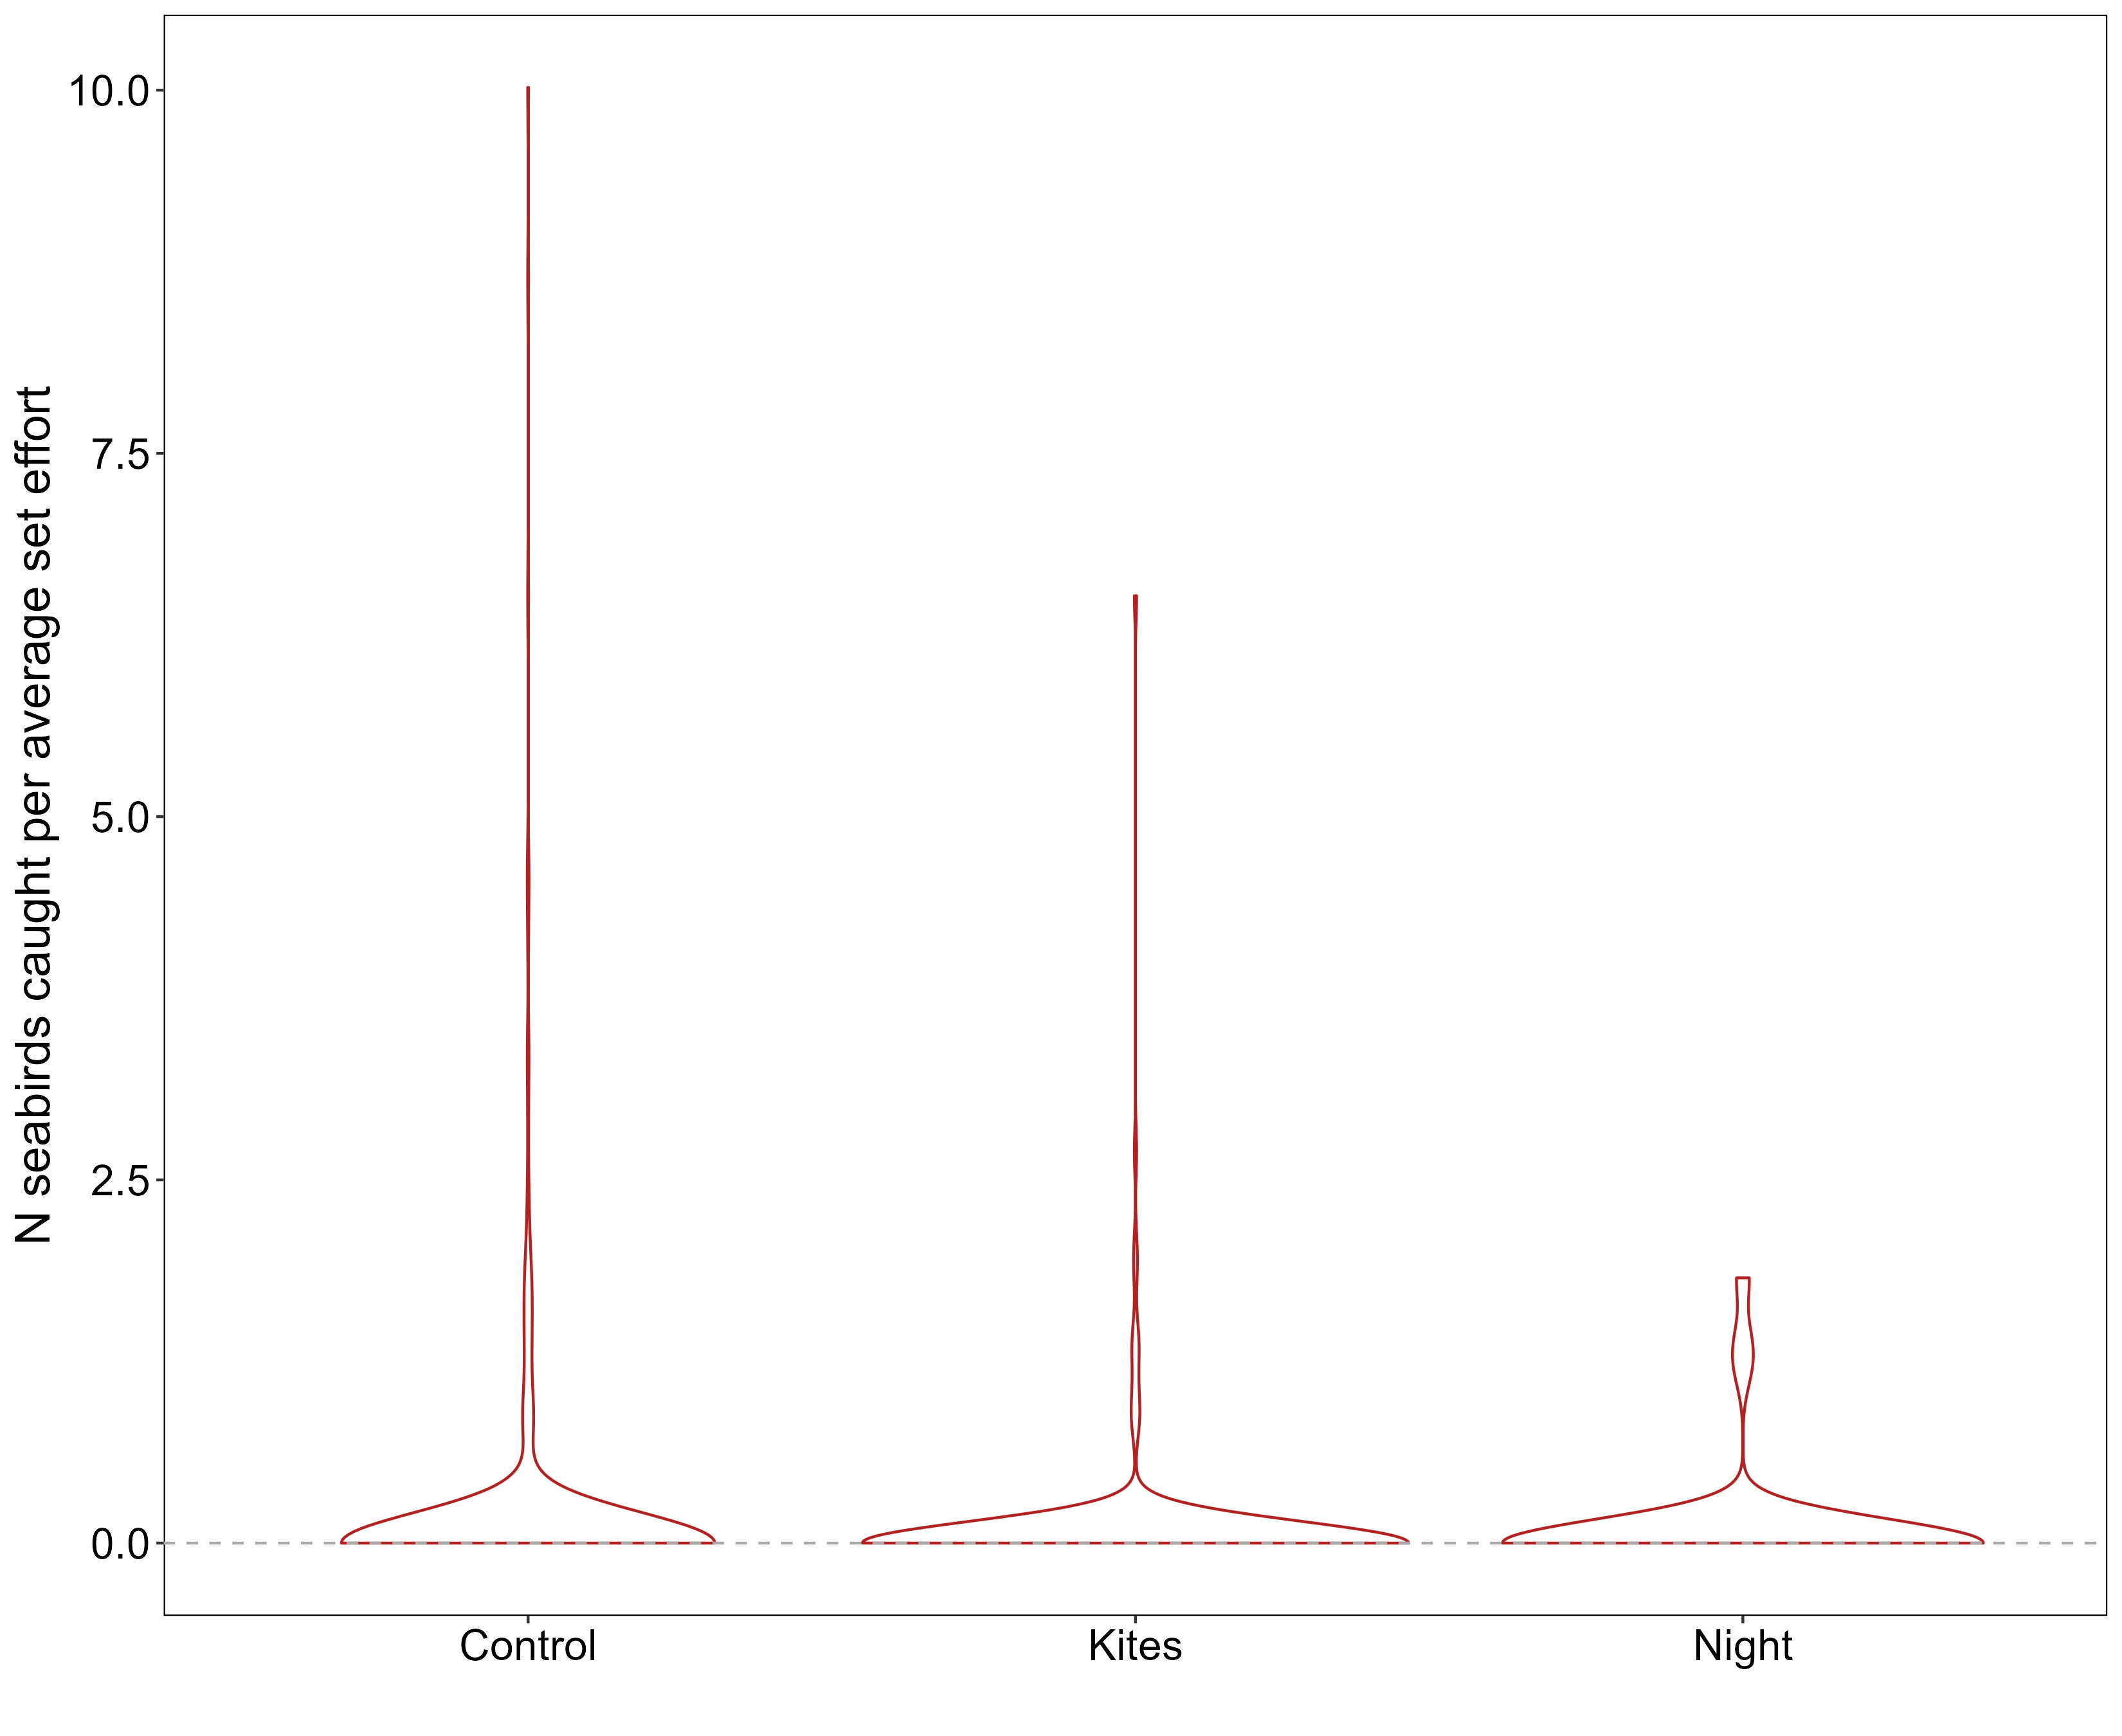 N seabirds caught per average set effort
10.0
7.5
5.0
2.5
0.0
Control
Kites
Night